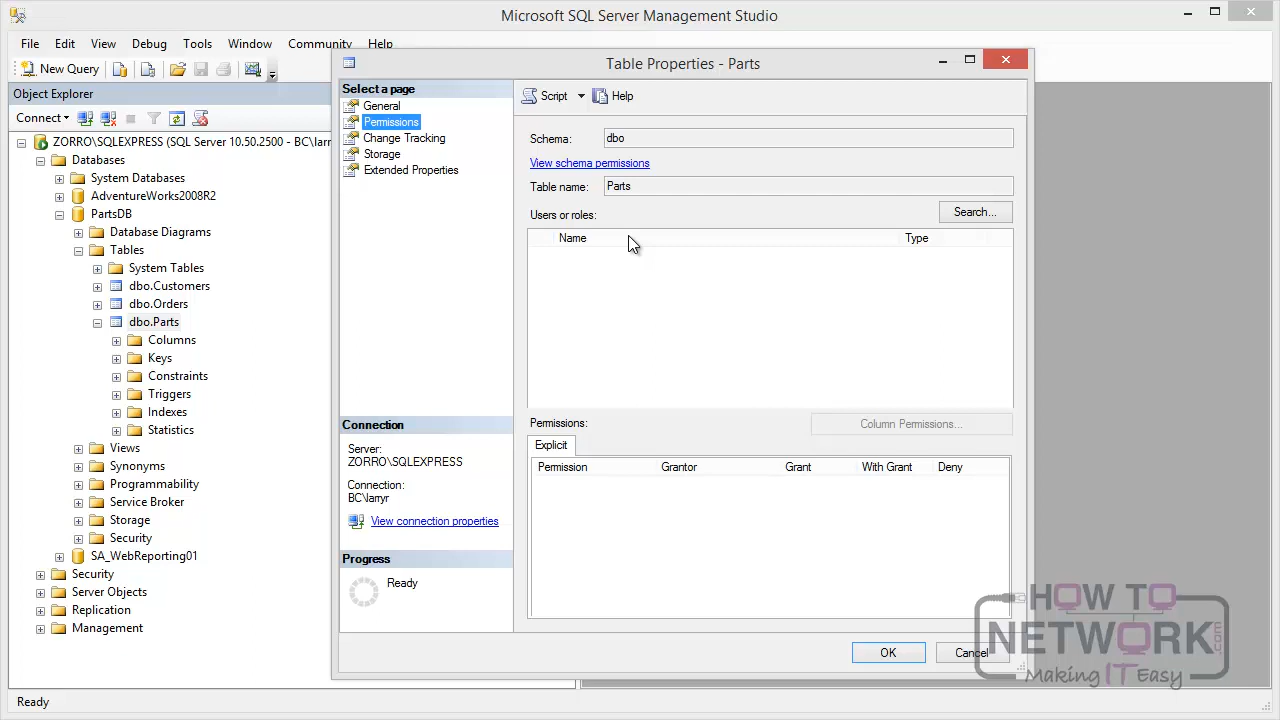 Microsoft SQL Server Management Studio
File Edit View Debug Tools Window Community Help
New Query
Object Explorer
Connect
ZORRO\SQLEXPRESS (SQL Server 10.50.2500 - BC\larr
Databases
System Databases
AdventureWorks2008R2
PartsDB
Database Diagrams
Tables
System Tables
dbo.Customers
dbo.Orders
dbo.Parts
Columns
Keys
Constraints
Triggers
Indexes
Statistics
Views
Synonyms
Programmability
Service Broker
Storage
Security
SA_WebReporting01
Security
Server Objects
Replication
Management
Ready
Table Properties - Parts
Select a page
General
Permissions
Change Tracking
Storage
Extended Properties
Connection
Server:
ZORRO\SQLEXPRESS
Connection:
BC\larryr
View connection properties
Progress
Ready
Script Help
Schema: dbo
View schema permissions
Table name: Parts
Users or roles: Search...
Name Type
Permissions: Column Permissions...
Explicit
Permission Grantor Grant With Grant Deny
OK Cancel
HOW TO
NETWORK.com
Making IT Easy